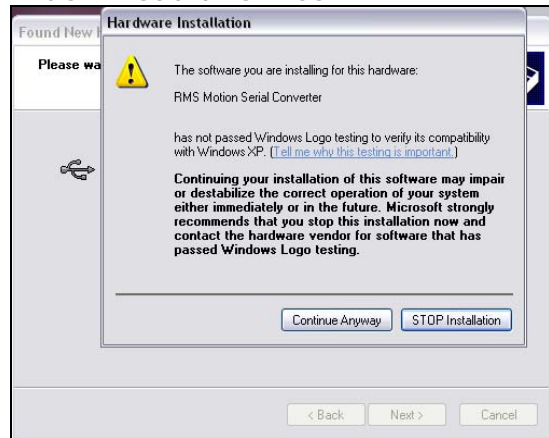 Hardware Installation
Found New
Please wa
The software you are installing for this hardware:
RMS Motion Serial Converter
has not passed Windows Logo testing to verify its compatibility
with Windows XP. (Tell me why this testing is important.)
Continuing your installation of this software may impair
or destabilize the correct operation of your system
either immediately or in the future. Microsoft strongly
recommends that you stop this installation now and
contact the hardware vendor for software that has
passed Windows Logo testing.
Continue Anyway
STOP Installation
< Back
Next >
Cancel